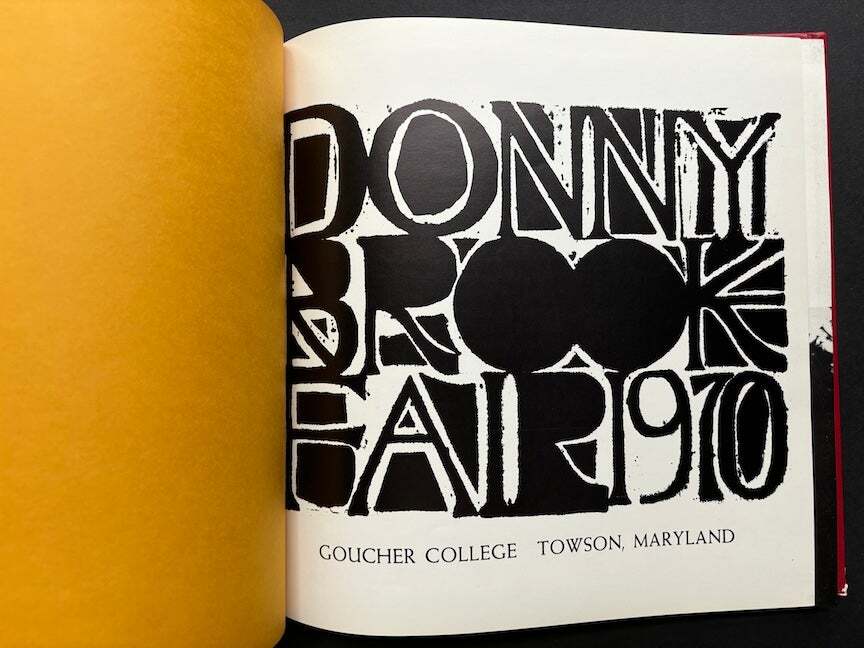 DONNY
BROOK
FAIR 1970
GOUCHER COLLEGE TOWSON, MARYLAND